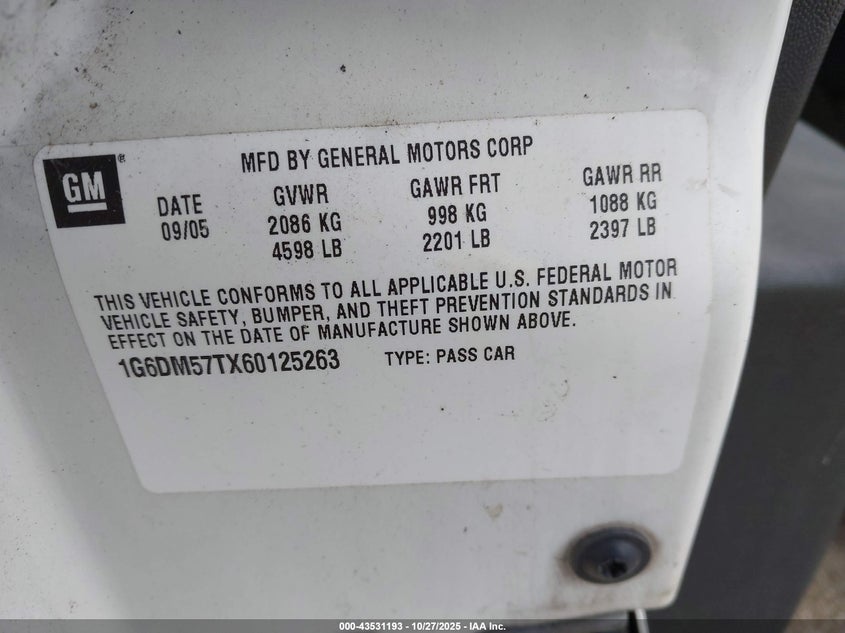 GM
®
MFD BY GENERAL MOTORS CORP
DATE GVWR GAWR FRT GAWR RR
09/05 2086 KG 998 KG 1088 KG
4598 LB 2201 LB 2397 LB
THIS VEHICLE CONFORMS TO ALL APPLICABLE U.S. FEDERAL MOTOR
VEHICLE SAFETY, BUMPER, AND THEFT PREVENTION STANDARDS IN
EFFECT ON THE DATE OF MANUFACTURE SHOWN ABOVE.
1G6DM57TX60125263 TYPE: PASS CAR
000-43531193 - 10/27/2025 - IAA Inc.